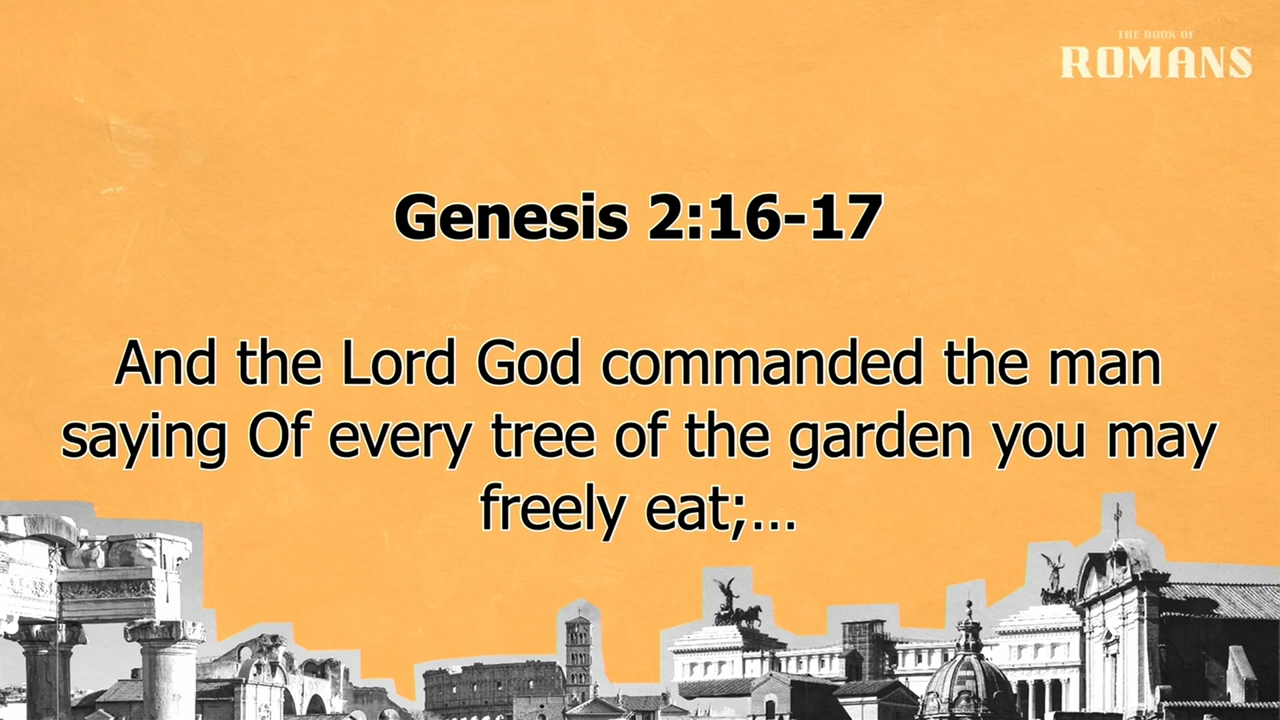 THE BOOK OF
ROMANS
Genesis 2:16-17
And the Lord God commanded the man
saying Of every tree of the garden you may
freely eat;...